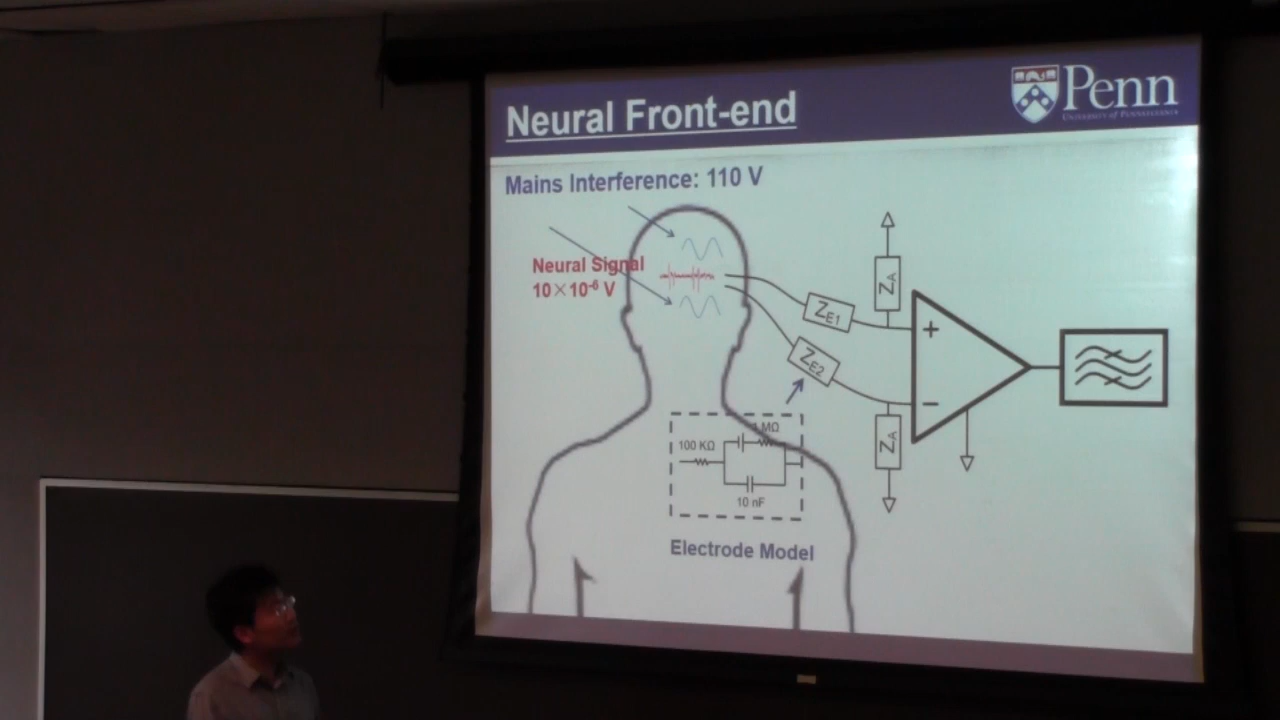 Neural Front-end
Penn
UNIVERSITY of PENNSYLVANIA
Mains Interference: 110 V
Neural Signal
10×10⁻⁶ V
Z_E1
Z_A
+
Z_E2
−
Z_A
1 MΩ
100 KΩ
10 nF
Electrode Model